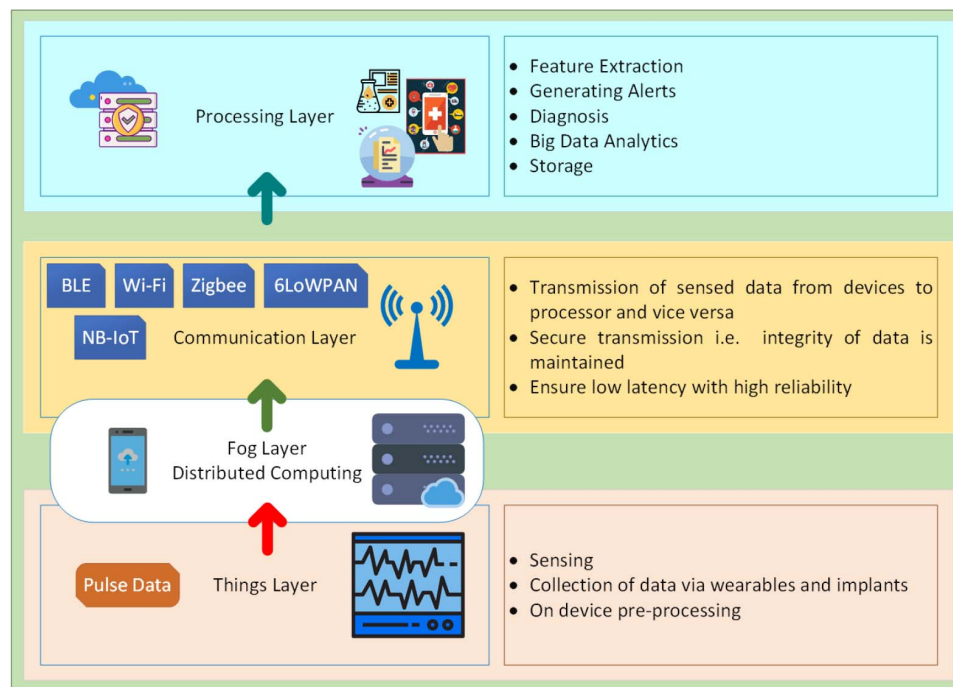 Processing Layer
• Feature Extraction
• Generating Alerts
• Diagnosis
• Big Data Analytics
• Storage
BLE
Wi-Fi
Zigbee
6LoWPAN
NB-IoT
Communication Layer
• Transmission of sensed data from devices to
processor and vice versa
• Secure transmission i.e. integrity of data is
maintained
• Ensure low latency with high reliability
Fog Layer
Distributed Computing
Pulse Data
Things Layer
• Sensing
• Collection of data via wearables and implants
• On device pre-processing